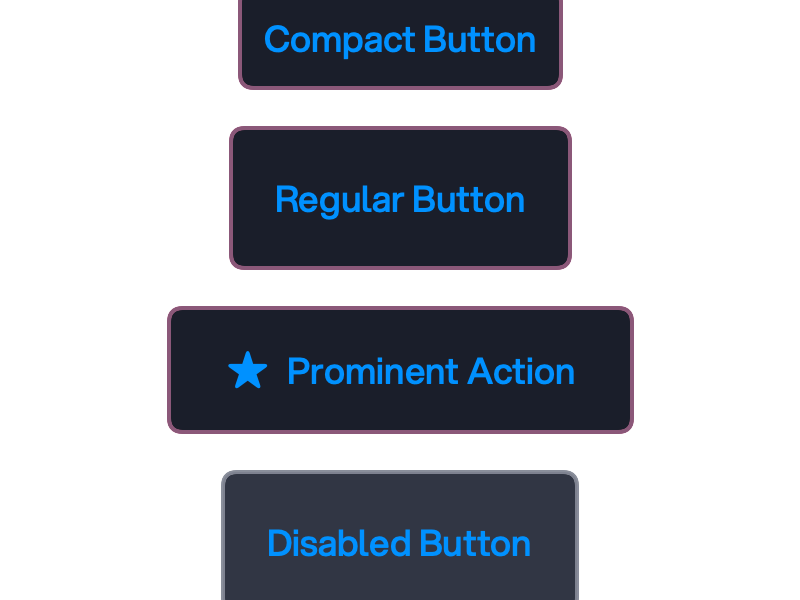 Compact Button
Regular Button
Prominent Action
Disabled Button